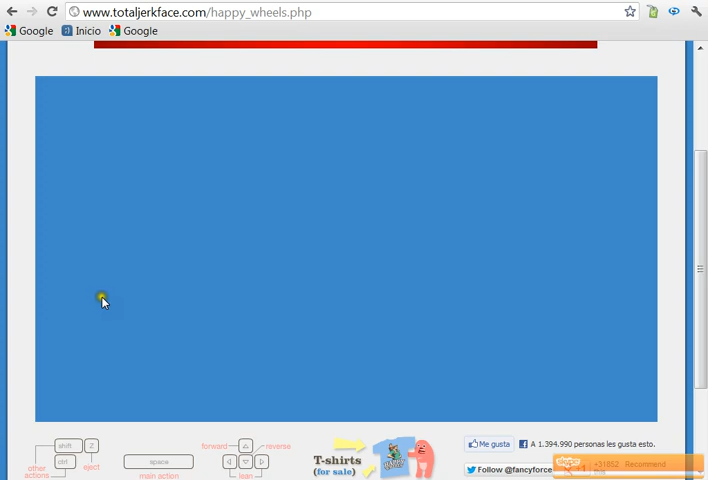 www.totaljerkface.com/happy_wheels.php
Google Inicio Google
shift Z
ctrl
other actions
eject
space
main action
forward
reverse
lean
T-shirts
(for sale)
Me gusta
A 1.394.990 personas les gusta esto.
Follow @fancyforce
+31852 Recommend this